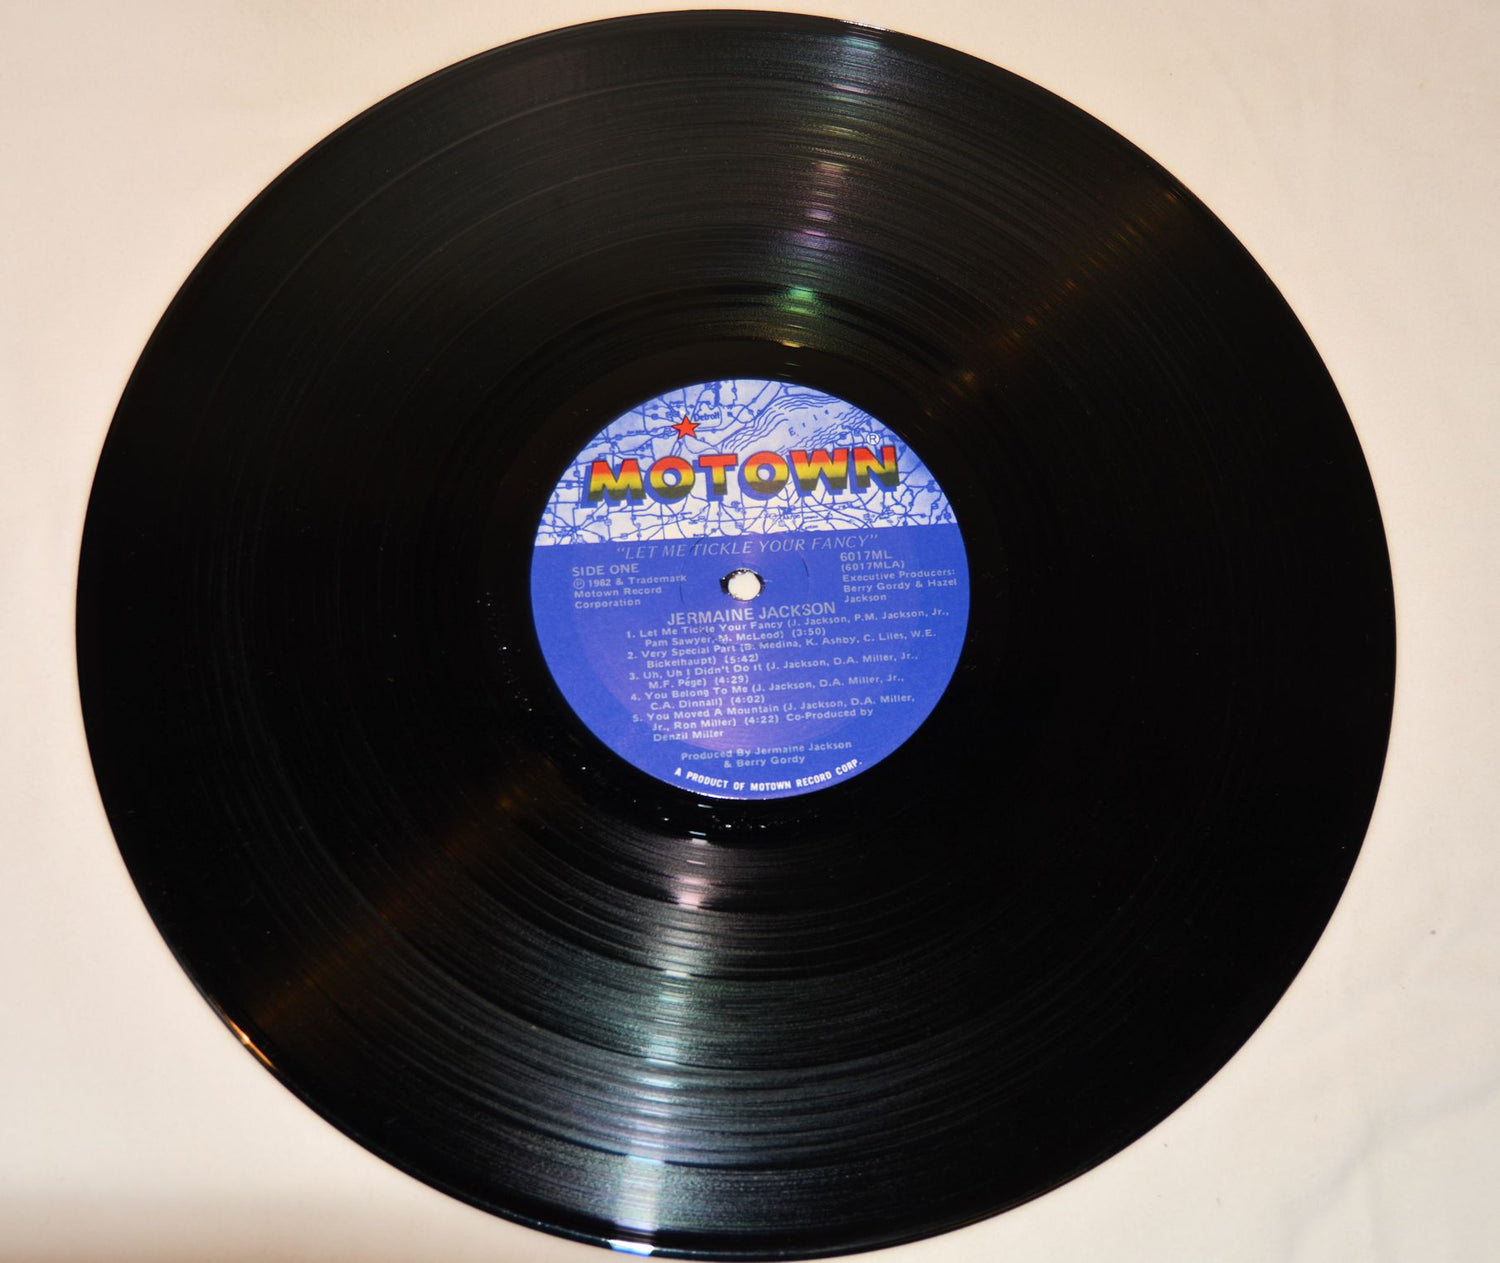 Detroit
ERIE
MOTOWN®
"LET ME TICKLE YOUR FANCY"
SIDE ONE
℗ 1982 & Trademark
Motown Record
Corporation
6017ML
(6017MLA)
Executive Producers:
Berry Gordy & Hazel
Jackson
JERMAINE JACKSON
1. Let Me Tickle Your Fancy (J. Jackson, P.M. Jackson, Jr.,
Pam Sawyer, M. McLeod) (3:50)
2. Very Special Part (B. Medina, K. Ashby, C. Liles, W.E.
Bickelhaupt) (5:42)
3. Uh, Uh I Didn't Do It (J. Jackson, D.A. Miller, Jr.,
M.F. Pége) (4:29)
4. You Belong To Me (J. Jackson, D.A. Miller, Jr.,
C.A. Dinnall) (4:02)
5. You Moved A Mountain (J. Jackson, D.A. Miller,
Jr., Ron Miller) (4:22) Co-Produced by
Denzil Miller
Produced By Jermaine Jackson
& Berry Gordy
A PRODUCT OF MOTOWN RECORD CORP.